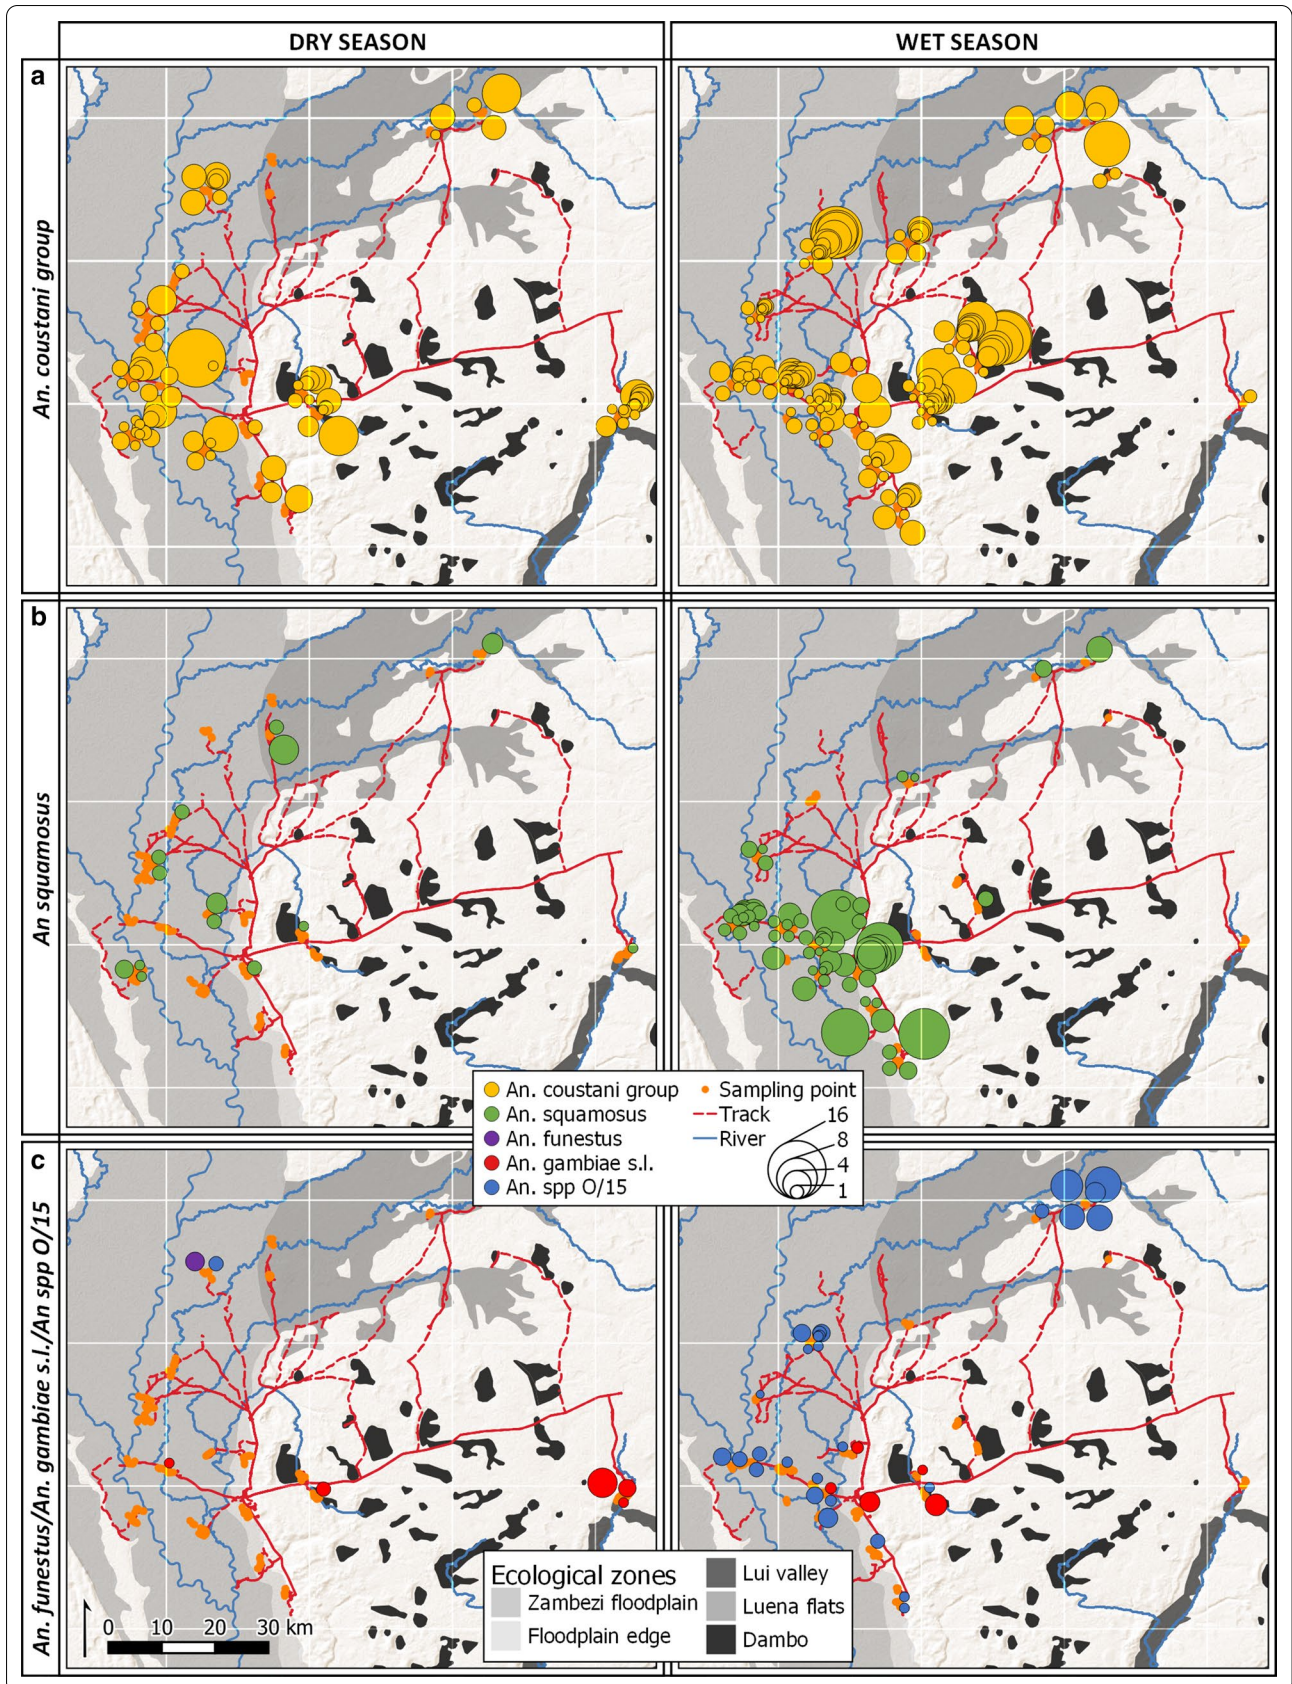 DRY SEASON
WET SEASON
a
An. coustani group
b
An squamosus
An. coustani group
An. squamosus
An. funestus
An. gambiae s.l.
An. spp O/15
Sampling point
Track
River
16
8
4
1
c
An. funestus/An. gambiae s.l./An spp O/15
0 10 20 30 km
Ecological zones
Zambezi floodplain
Floodplain edge
Lui valley
Luena flats
Dambo